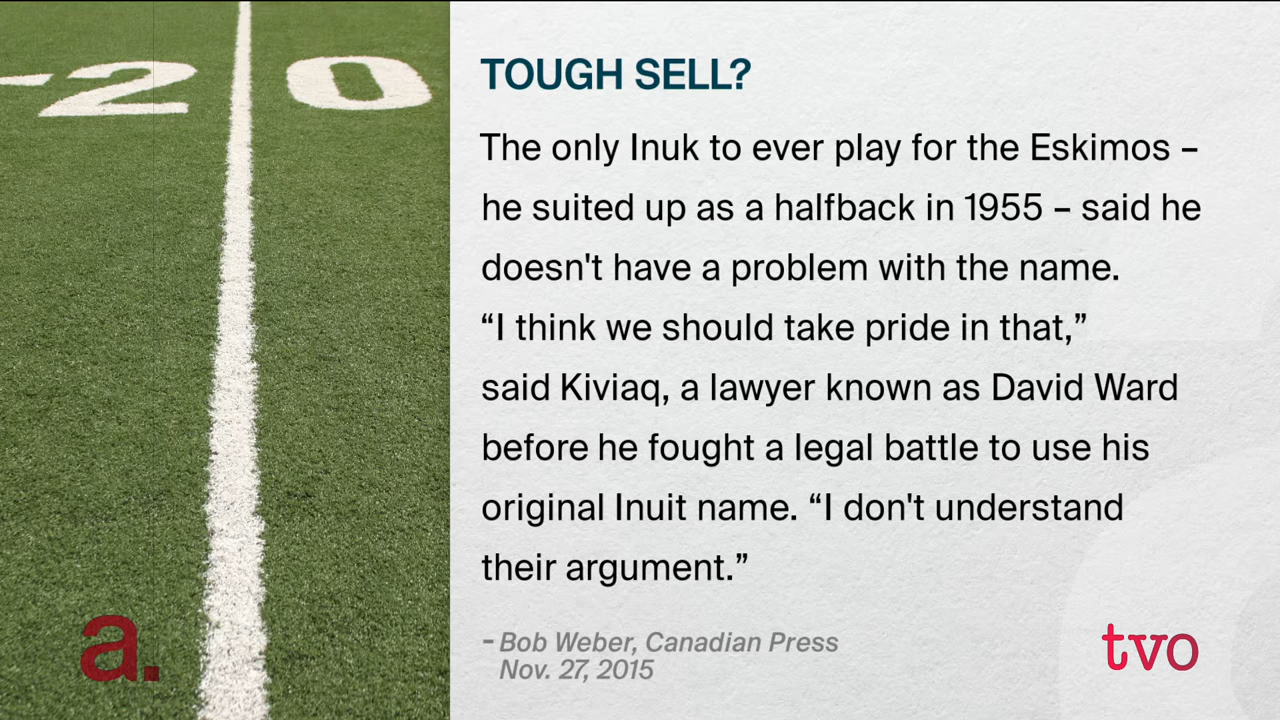 -2 0
TOUGH SELL?
The only Inuk to ever play for the Eskimos –
he suited up as a halfback in 1955 – said he
doesn't have a problem with the name.
“I think we should take pride in that,”
said Kiviaq, a lawyer known as David Ward
before he fought a legal battle to use his
original Inuit name. “I don't understand
their argument.”
– Bob Weber, Canadian Press
Nov. 27, 2015
a.
tvo